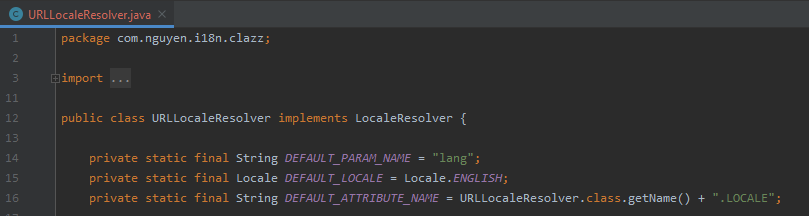 URLLocaleResolver.java
1 package com.nguyen.i18n.clazz;
2
3 import ...
11
12 public class URLLocaleResolver implements LocaleResolver {
13
14 private static final String DEFAULT_PARAM_NAME = "lang";
15 private static final Locale DEFAULT_LOCALE = Locale.ENGLISH;
16 private static final String DEFAULT_ATTRIBUTE_NAME = URLLocaleResolver.class.getName() + ".LOCALE";